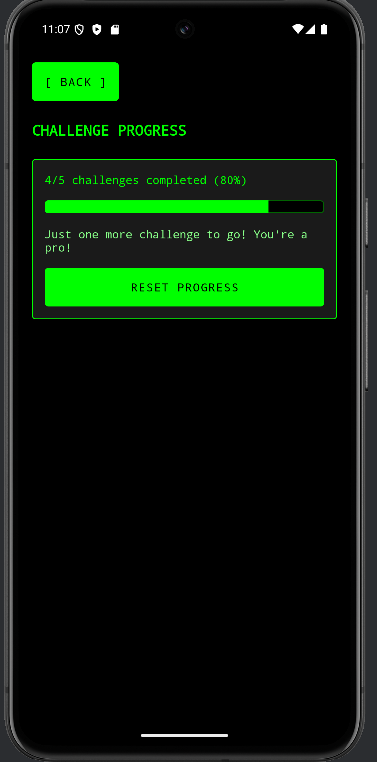 11:07
[ BACK ]
CHALLENGE PROGRESS
4/5 challenges completed (80%)
Just one more challenge to go! You're a
pro!
RESET PROGRESS